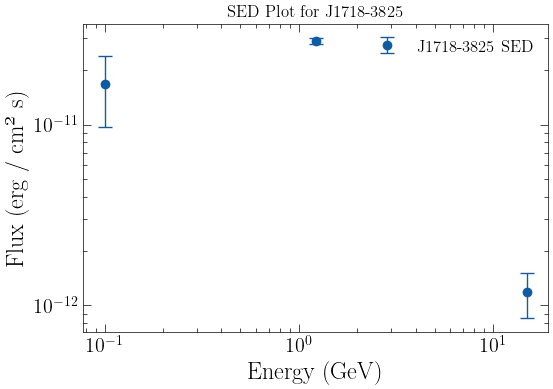 SED Plot for J1718-3825
J1718-3825 SED
Flux (erg / cm² s)
10⁻¹¹
10⁻¹²
10⁻¹
10⁰
10¹
Energy (GeV)